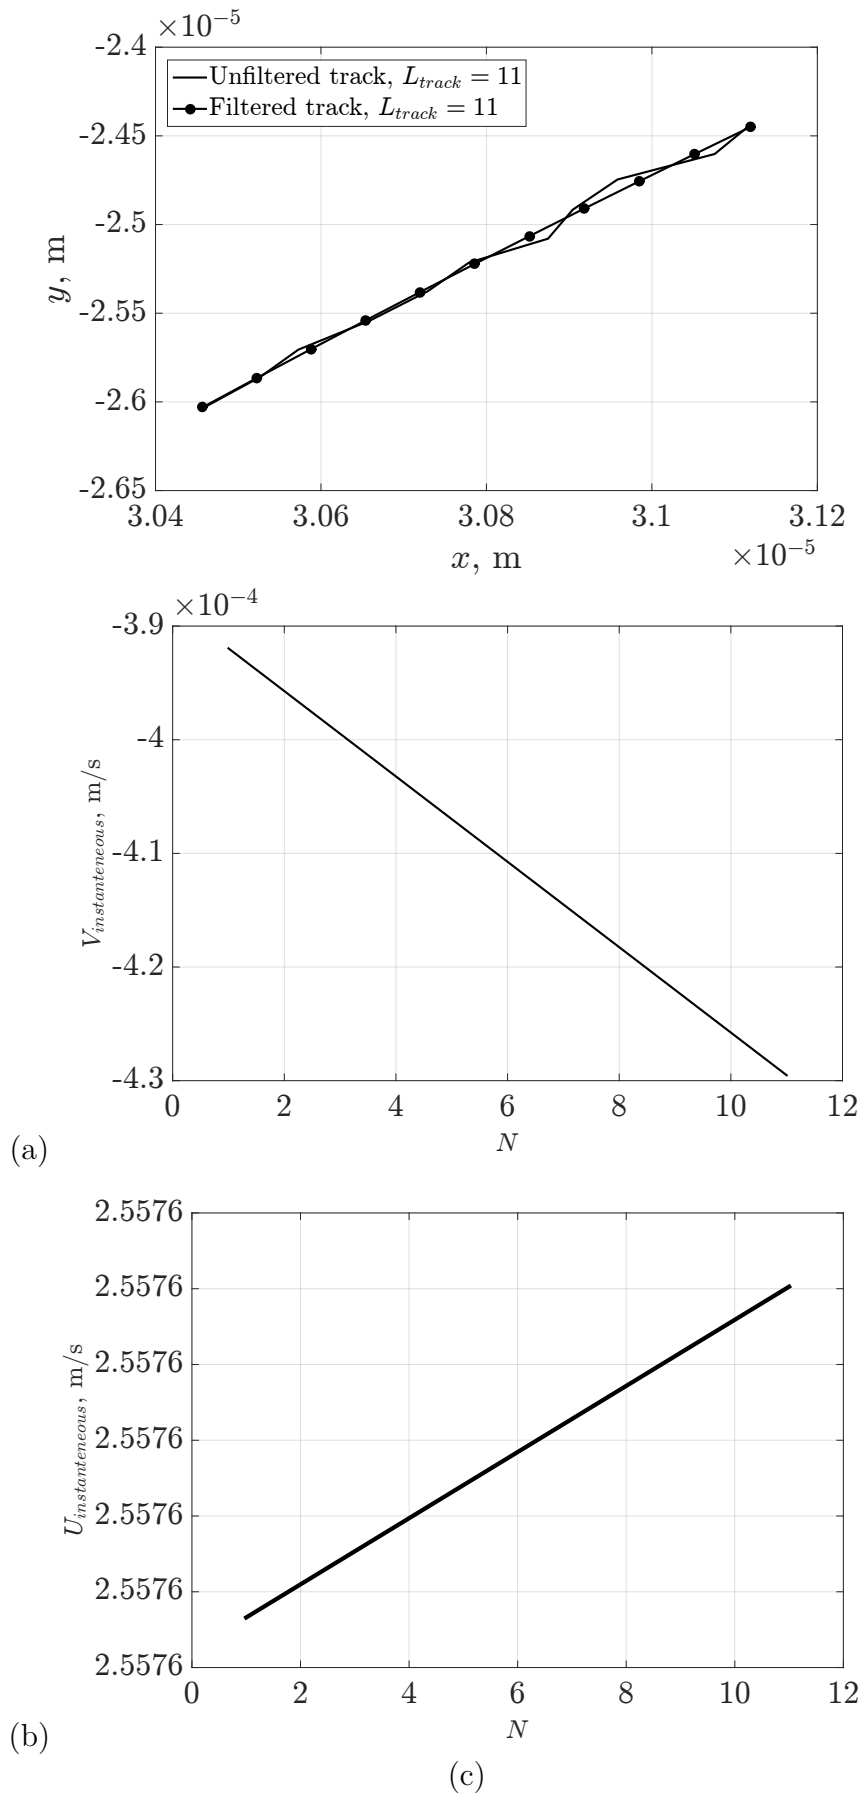 ×10⁻⁵
-2.4
Unfiltered track, L_track = 11
Filtered track, L_track = 11
-2.45
-2.5
y, m
-2.55
-2.6
-2.65
3.04 3.06 3.08 3.1 3.12
x, m ×10⁻⁵
×10⁻⁴
-3.9
-4
V_instanteneous, m/s
-4.1
-4.2
-4.3
0 2 4 6 8 10 12
N
(a)
2.5576
2.5576
2.5576
U_instanteneous, m/s
2.5576
2.5576
2.5576
2.5576
0 2 4 6 8 10 12
N
(b)
(c)